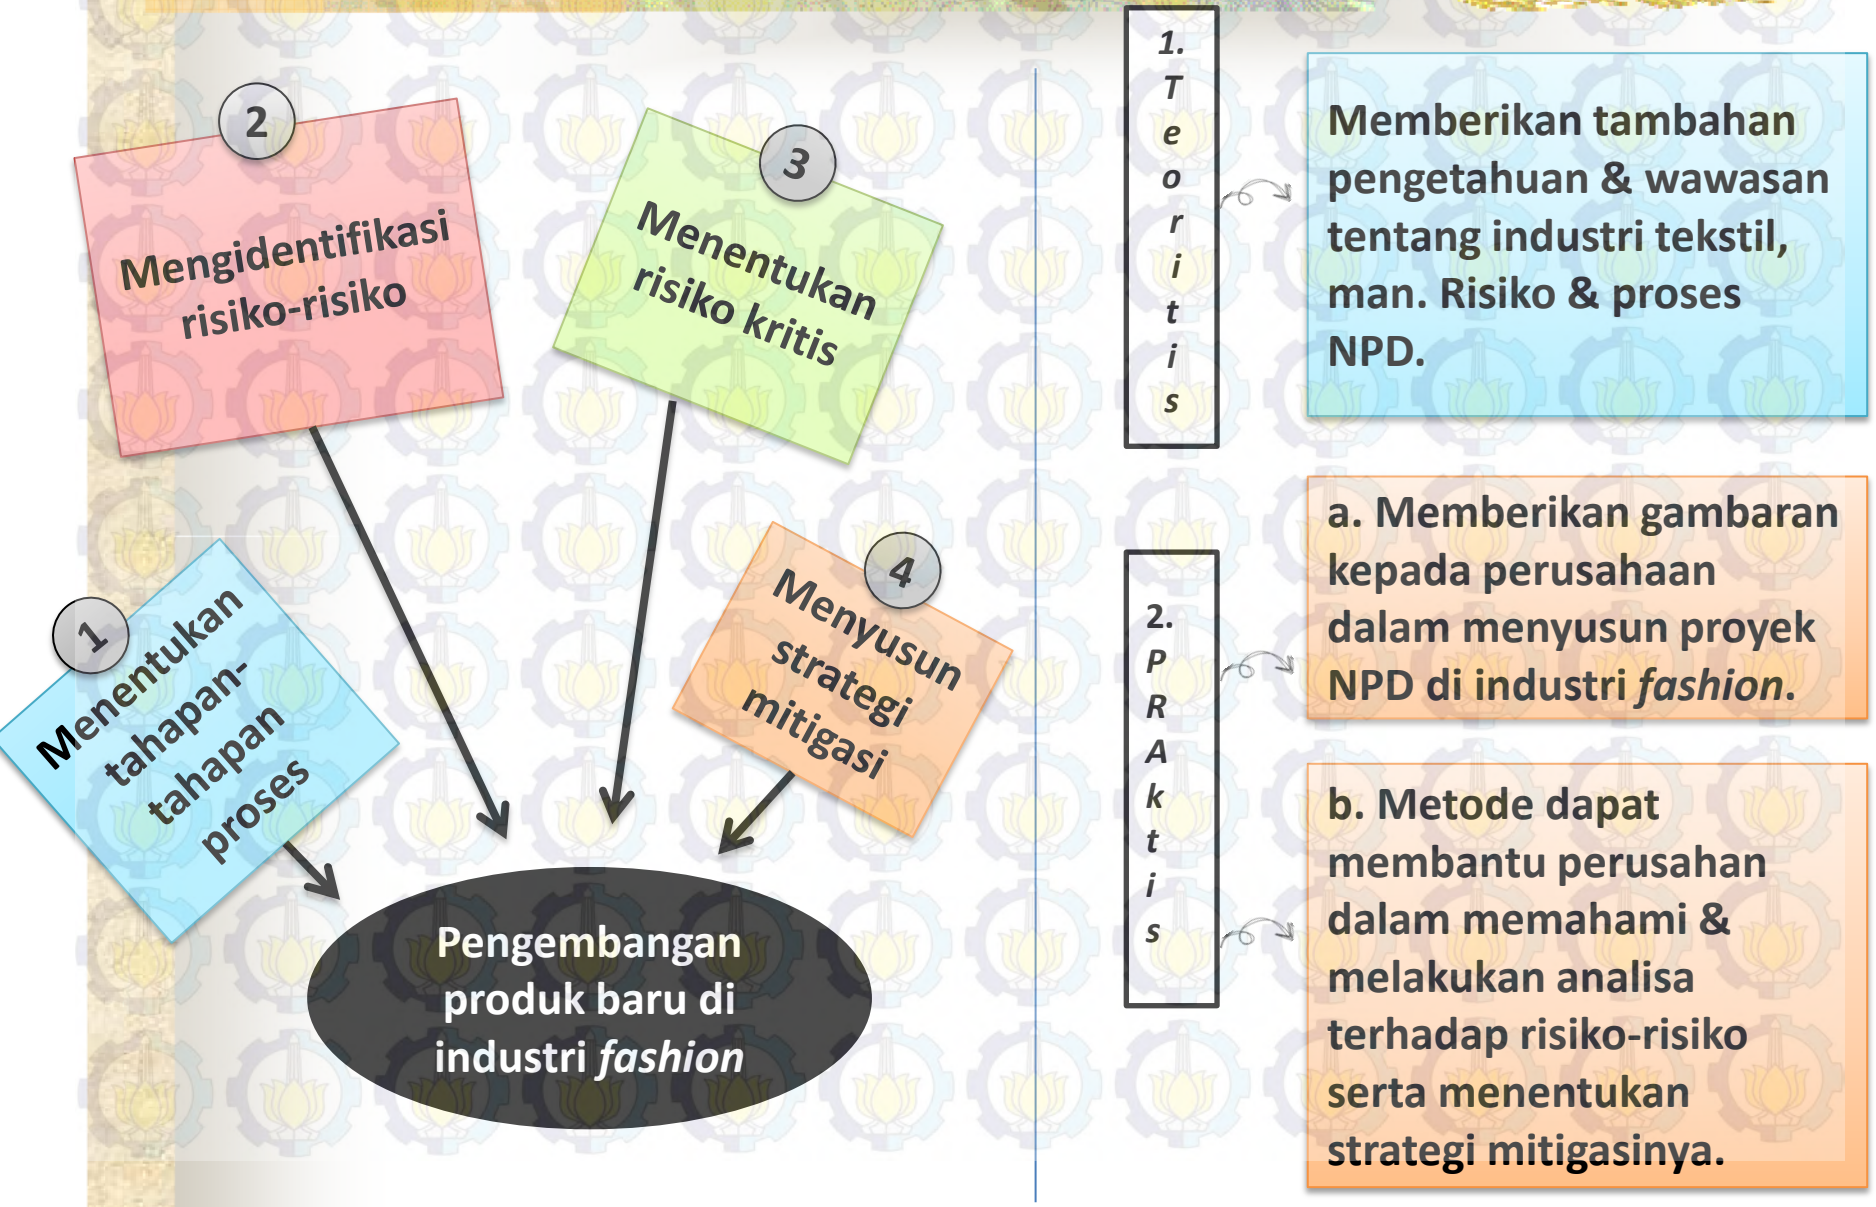 2
Mengidentifikasi
risiko-risiko
3
Menentukan
risiko kritis
1
Menentukan
tahapan-
tahapan
proses
4
Menyusun
strategi
mitigasi
Pengembangan
produk baru di
industri fashion
1.
T
e
o
r
i
t
i
s
Memberikan tambahan
pengetahuan & wawasan
tentang industri tekstil,
man. Risiko & proses
NPD.
2.
P
R
A
k
t
i
s
a. Memberikan gambaran
kepada perusahaan
dalam menyusun proyek
NPD di industri fashion.
b. Metode dapat
membantu perusahan
dalam memahami &
melakukan analisa
terhadap risiko-risiko
serta menentukan
strategi mitigasinya.